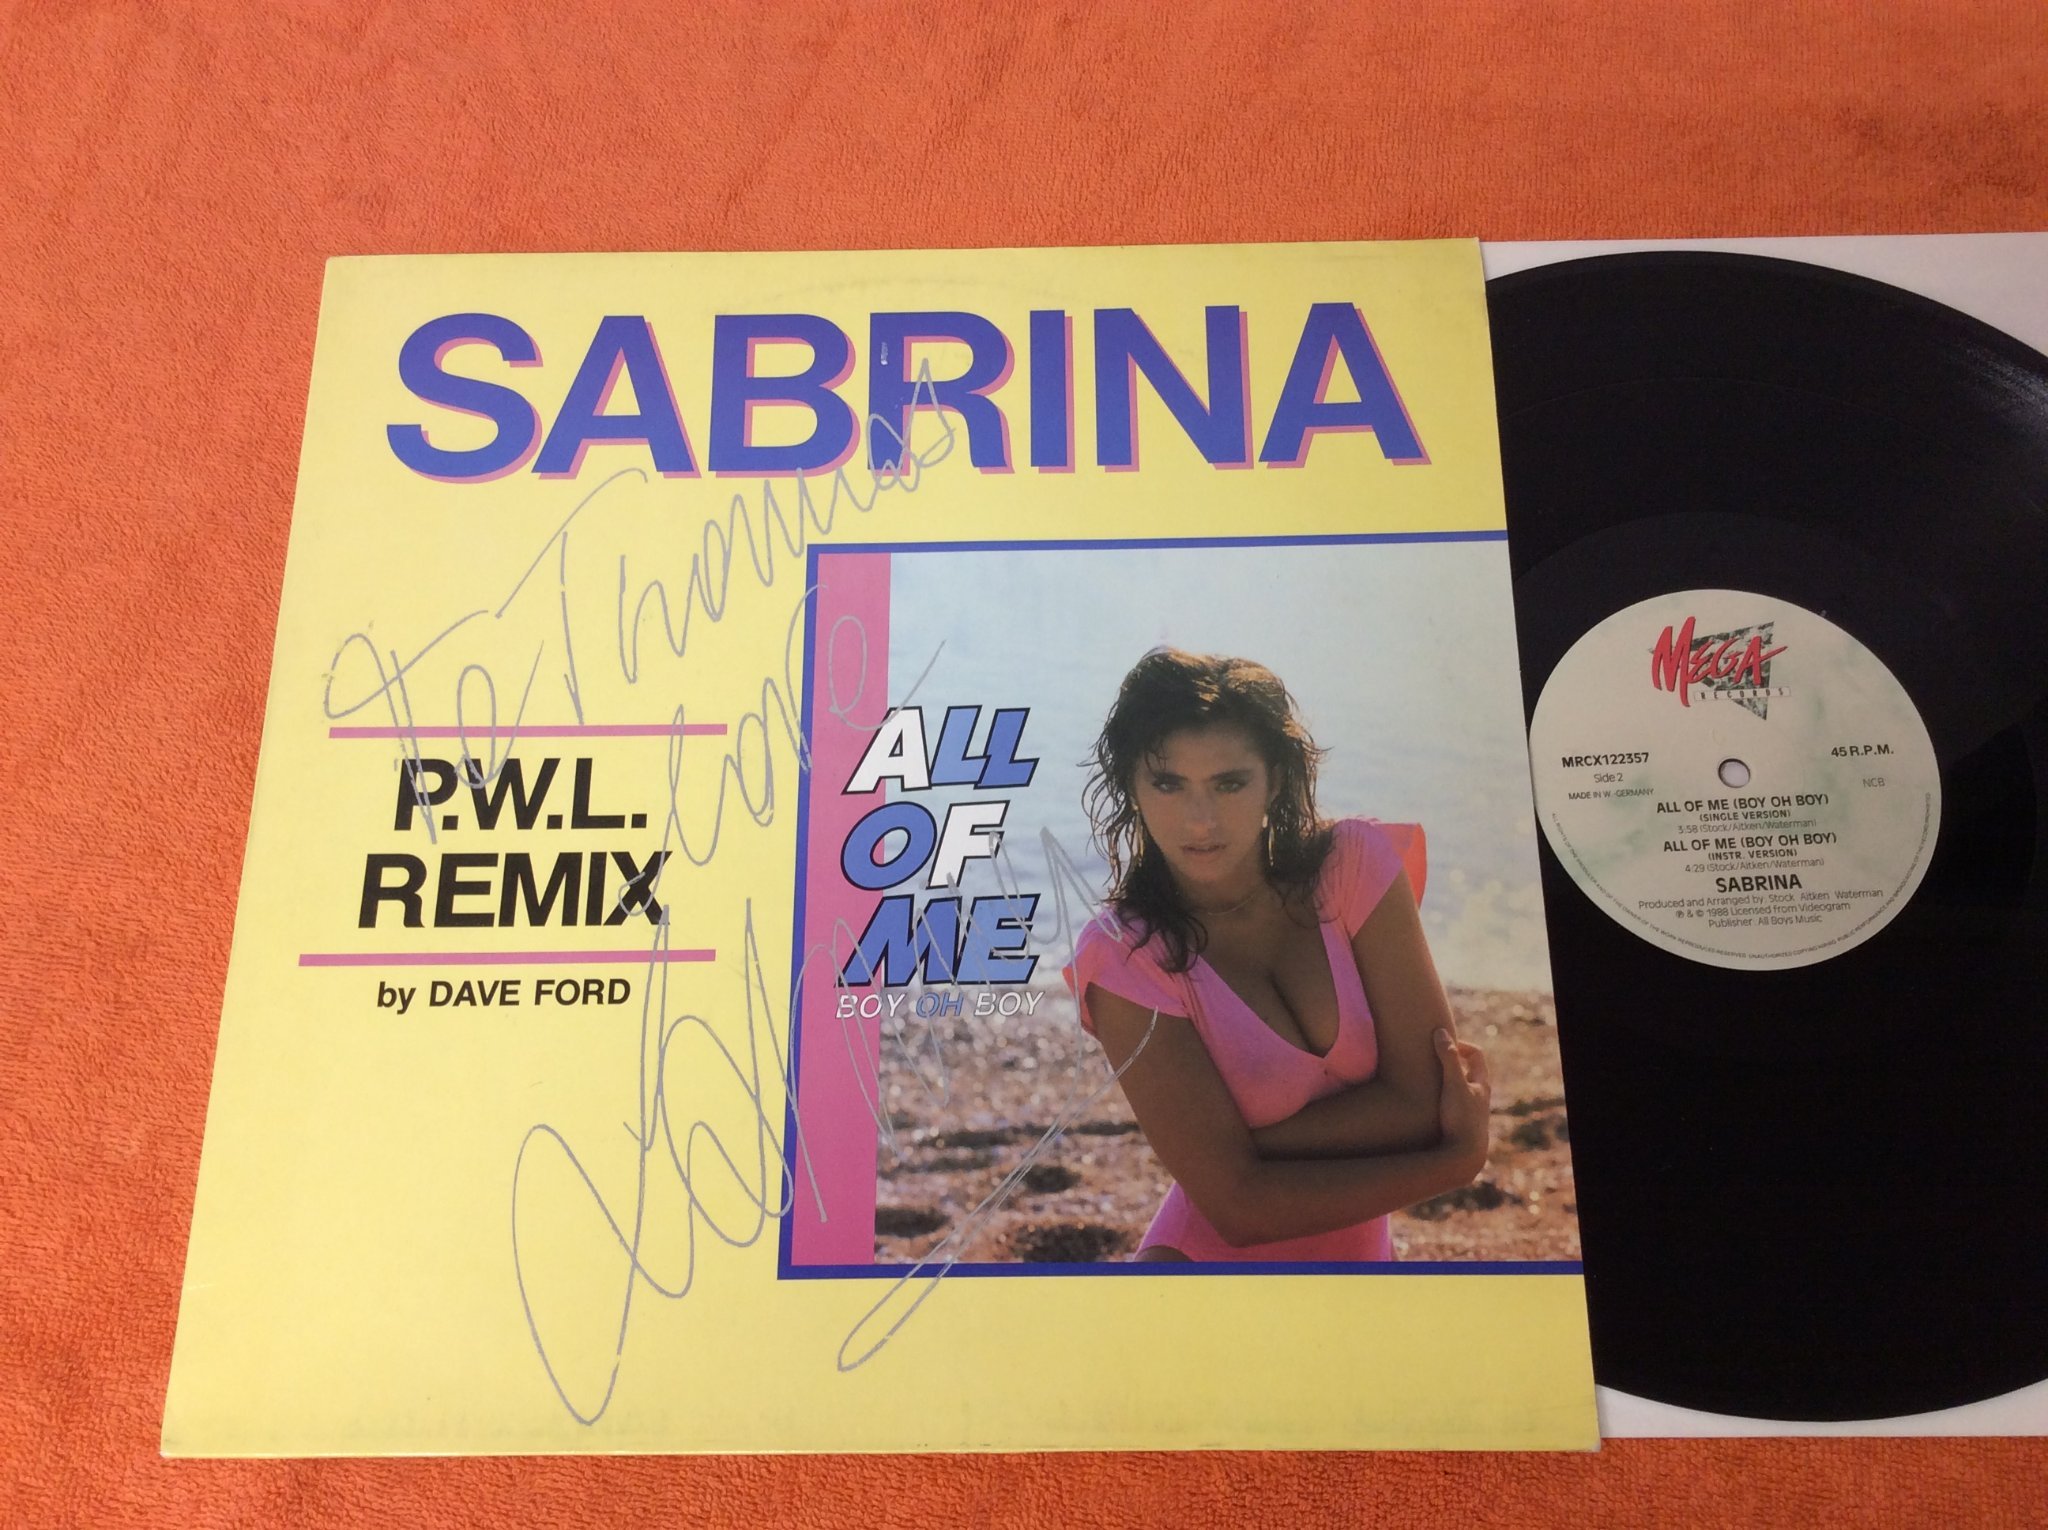 SABRINA
To Thomas
Love
Sabrina
P.W.L.
REMIX
by DAVE FORD
ALL
OF
ME
BOY OH BOY
MEGA
RECORDS
MRCX122357
Side 2
MADE IN W.-GERMANY
45 R.P.M.
NCB
ALL OF ME (BOY OH BOY)
(SINGLE VERSION)
3:58 (Stock/Aitken/Waterman)
ALL OF ME (BOY OH BOY)
(INSTR. VERSION)
4:29 (Stock/Aitken/Waterman)
SABRINA
Produced and Arranged by: Stock Aitken Waterman
℗ & © 1988 Licensed from Videogram
Publisher: All Boys Music